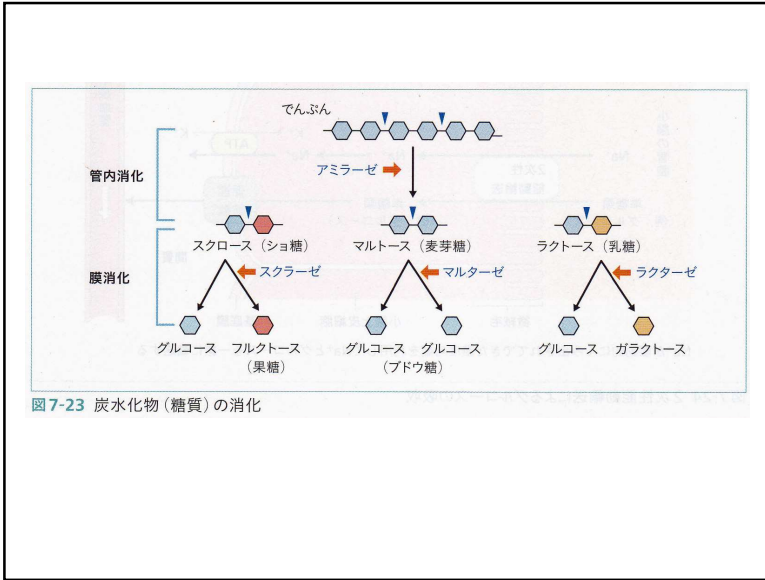 でんぷん
管内消化
アミラーゼ
スクロース（ショ糖） マルトース（麦芽糖） ラクトース（乳糖）
膜消化
スクラーゼ マルターゼ ラクターゼ
グルコース フルクトース グルコース グルコース グルコース ガラクトース
（果糖） （ブドウ糖）
図7-23 炭水化物（糖質）の消化